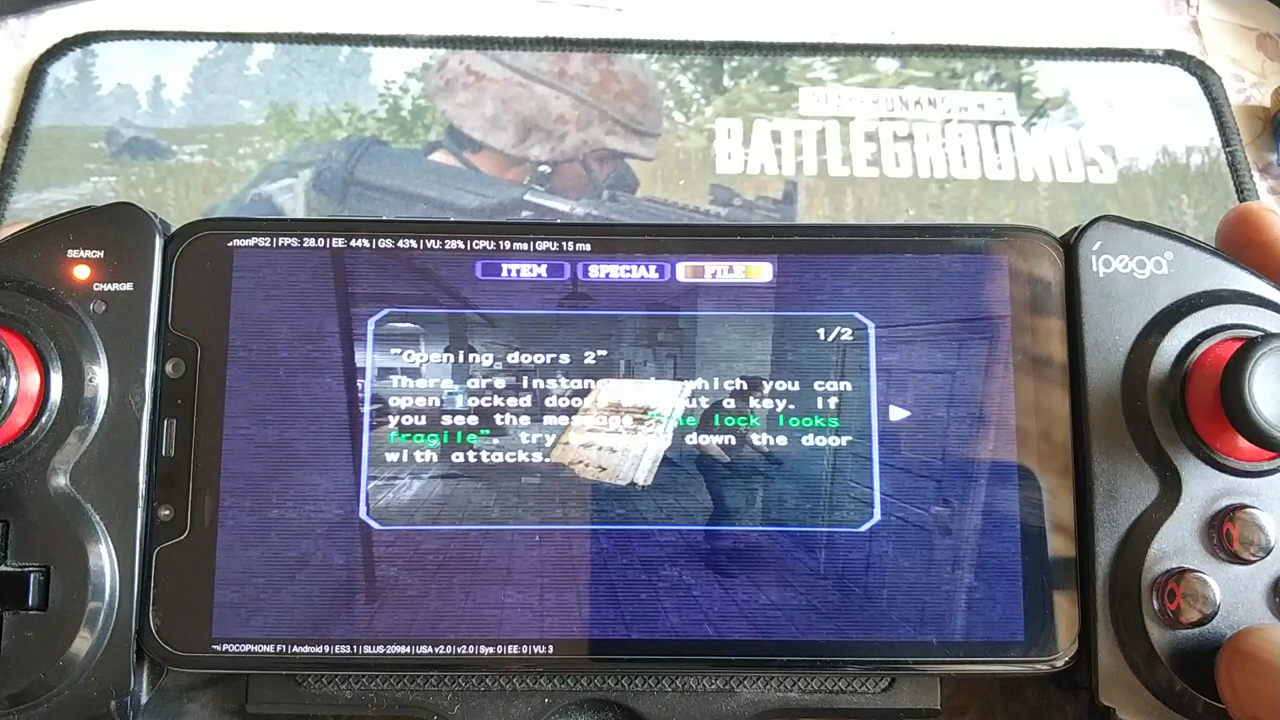 BATTLEGROUNDS
SEARCH
CHARGE
nonPS2 | FPS: 28.0 | EE: 44% | GS: 43% | VU: 28% | CPU: 19 ms | GPU: 15 ms
ípega®
ITEM SPECIAL FILE
1/2
"Opening doors 2"
There are which you can
open locked a key. If
you see the message lock looks
fragile". try down the door
with attacks.
POCOPHONE F1 | Android 9 | ES3.1 | SLUS-20984 | USA v2.0 | v2.0 | Sys: 0 | EE: 0 | VU: 3